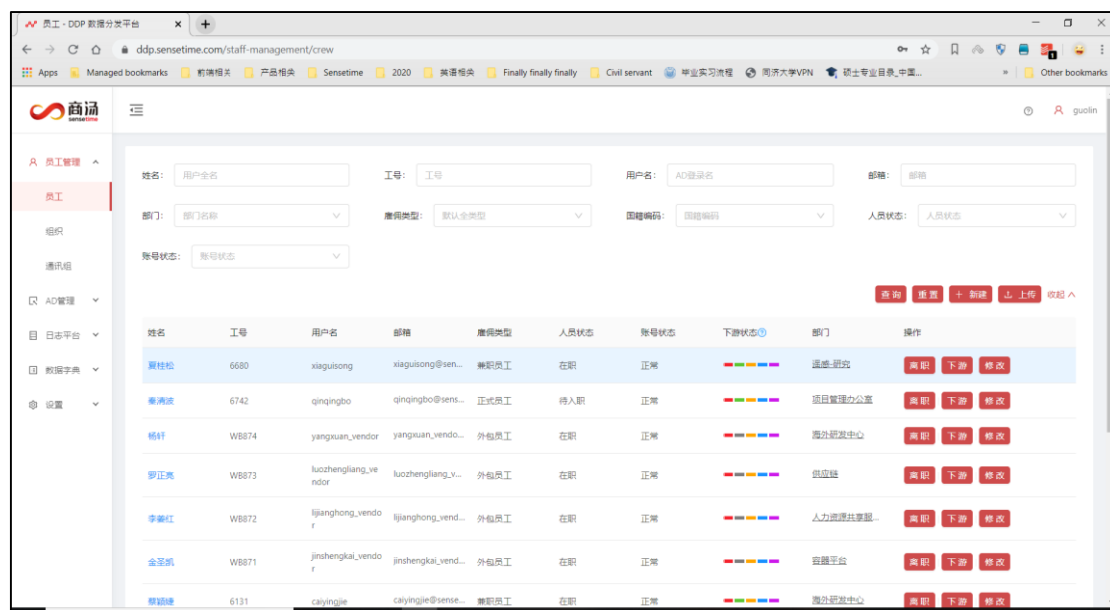 员工 - DDP 数据分发平台
ddp.sensetime.com/staff-management/crew
Apps Managed bookmarks 前端相关 产品相关 Sensetime 2020 英语相关 Finally finally finally Civil servant 毕业实习流程 同济大学VPN 硕士专业目录_中国... Other bookmarks
商汤
sensetime
guolin
员工管理
员工
组织
通讯组
AD管理
日志平台
数据字典
设置
姓名: 用户全名 工号: 工号 用户名: AD登录名 邮箱: 邮箱
部门: 部门名称 雇佣类型: 默认全类型 国籍编码: 国籍编码 人员状态: 人员状态
账号状态: 账号状态
查询 重置 + 新建 上传 收起
姓名 工号 用户名 邮箱 雇佣类型 人员状态 账号状态 下游状态 部门 操作
夏桂松 6680 xiaguisong xiaguisong@sen... 兼职员工 在职 正常 遥感-研究 离职 下游 修改
秦清波 6742 qinqingbo qinqingbo@sens... 正式员工 待入职 正常 项目管理办公室 离职 下游 修改
杨轩 WB874 yangxuan_vendor yangxuan_vendo... 外包员工 在职 正常 海外研发中心 离职 下游 修改
罗正亮 WB873 luozhengliang_vendor luozhengliang_v... 外包员工 在职 正常 供应链 离职 下游 修改
李姜红 WB872 lijianghong_vendor lijianghong_vend... 外包员工 在职 正常 人力资源共享服... 离职 下游 修改
金圣凯 WB871 jinshengkai_vendor jinshengkai_vend... 外包员工 在职 正常 容器平台 离职 下游 修改
蔡颖婕 6131 caiyingjie caiyingjie@sense... 兼职员工 在职 正常 海外研发中心 离职 下游 修改